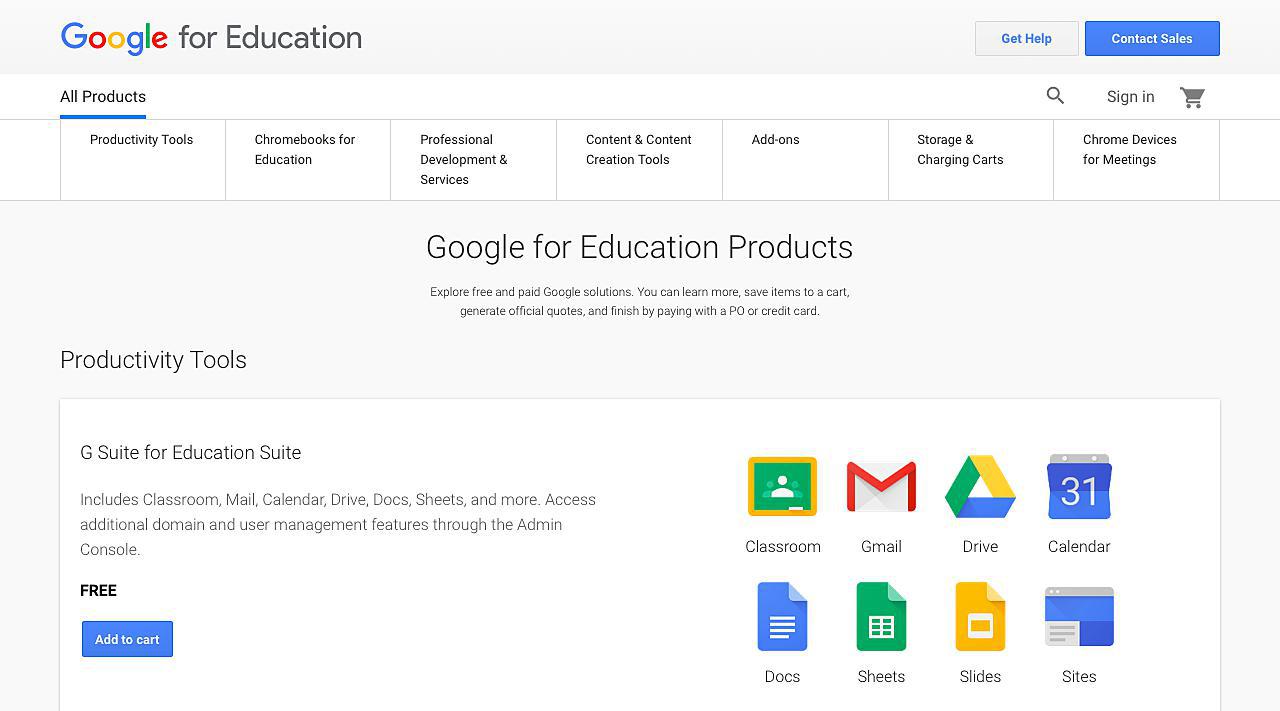 Google for Education
Get Help
Contact Sales
All Products
Sign in
Productivity Tools
Chromebooks for
Education
Professional
Development &
Services
Content & Content
Creation Tools
Add-ons
Storage &
Charging Carts
Chrome Devices
for Meetings
Google for Education Products
Explore free and paid Google solutions. You can learn more, save items to a cart,
generate official quotes, and finish by paying with a PO or credit card.
Productivity Tools
G Suite for Education Suite
Includes Classroom, Mail, Calendar, Drive, Docs, Sheets, and more. Access
additional domain and user management features through the Admin
Console.
FREE
Add to cart
31
Classroom
Gmail
Drive
Calendar
Docs
Sheets
Slides
Sites